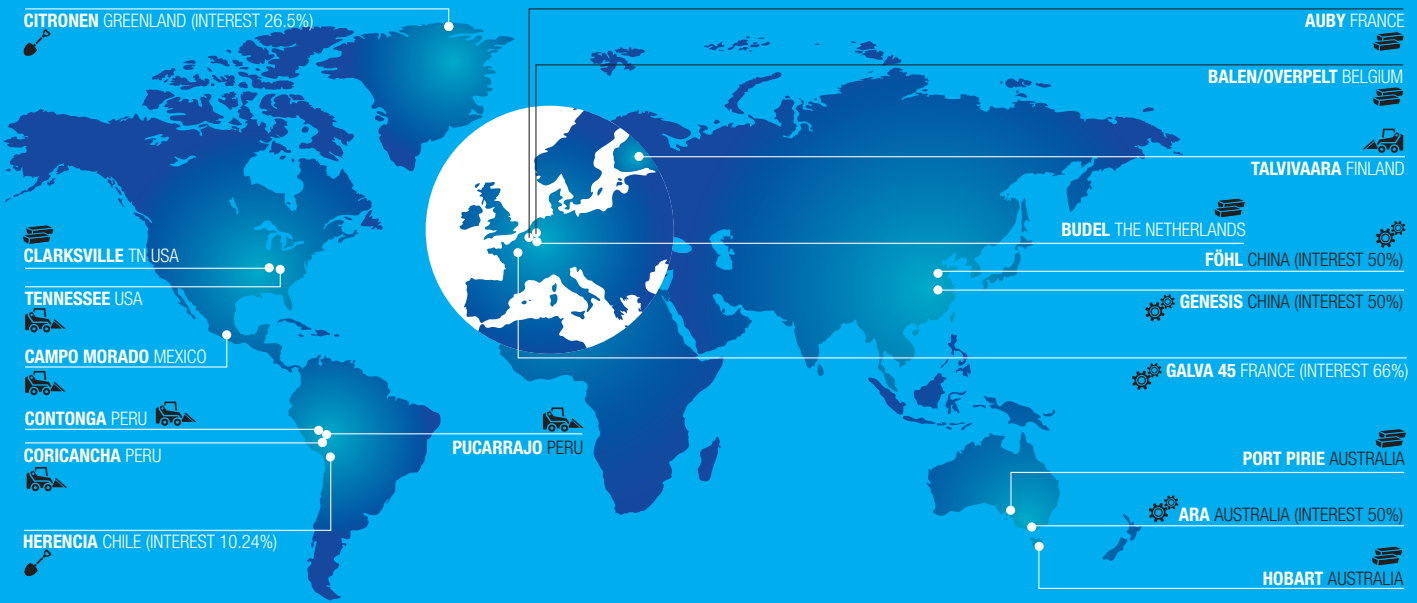 CITRONEN GREENLAND (INTEREST 26.5%)
CLARKSVILLE TN USA
TENNESSEE USA
CAMPO MORADO MEXICO
CONTONGA PERU
CORICANCHA PERU
HERENCIA CHILE (INTEREST 10.24%)
PUCARRAJO PERU
AUBY FRANCE
BALEN/OVERPELT BELGIUM
TALVIVAARA FINLAND
BUDEL THE NETHERLANDS
FÖHL CHINA (INTEREST 50%)
GENESIS CHINA (INTEREST 50%)
GALVA 45 FRANCE (INTEREST 66%)
PORT PIRIE AUSTRALIA
ARA AUSTRALIA (INTEREST 50%)
HOBART AUSTRALIA